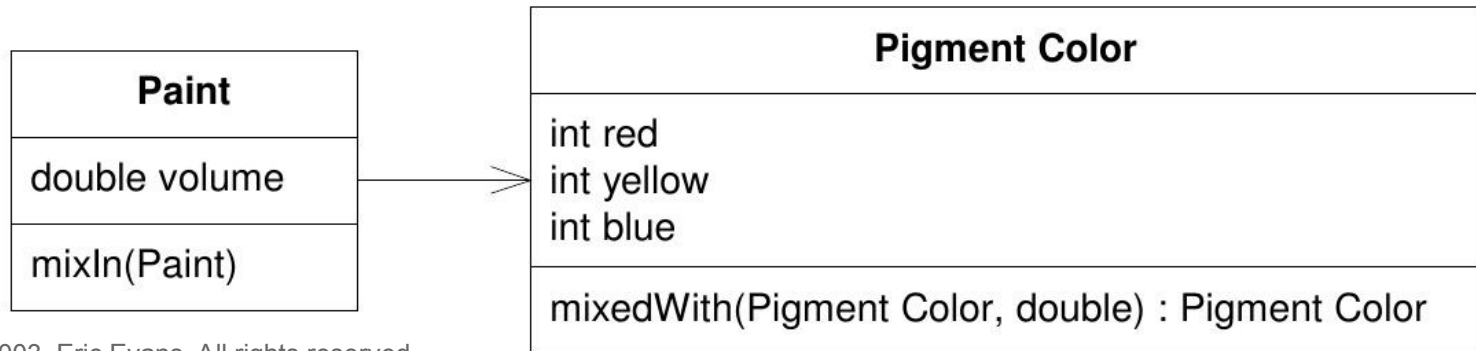 Paint
double volume
mixIn(Paint)
Pigment Color
int red
int yellow
int blue
mixedWith(Pigment Color, double) : Pigment Color
Eric Evans. All rights reserved